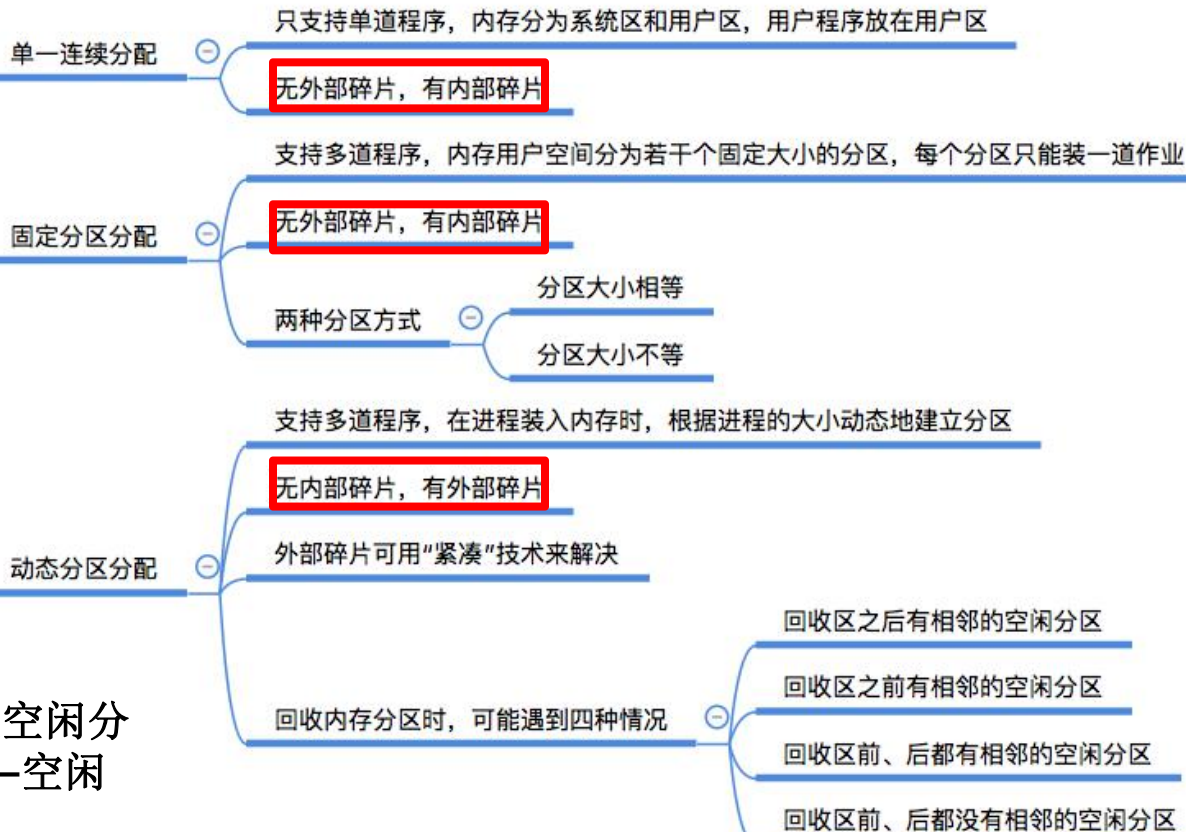 只支持单道程序，内存分为系统区和用户区，用户程序放在用户区
单一连续分配
无外部碎片，有内部碎片
支持多道程序，内存用户空间分为若干个固定大小的分区，每个分区只能装一道作业
无外部碎片，有内部碎片
固定分区分配
分区大小相等
两种分区方式
分区大小不等
支持多道程序，在进程装入内存时，根据进程的大小动态地建立分区
无内部碎片，有外部碎片
外部碎片可用“紧凑”技术来解决
动态分区分配
回收区之后有相邻的空闲分区
回收区之前有相邻的空闲分区
回收内存分区时，可能遇到四种情况
回收区前、后都有相邻的空闲分区
回收区前、后都没有相邻的空闲分区
空闲分
–空闲